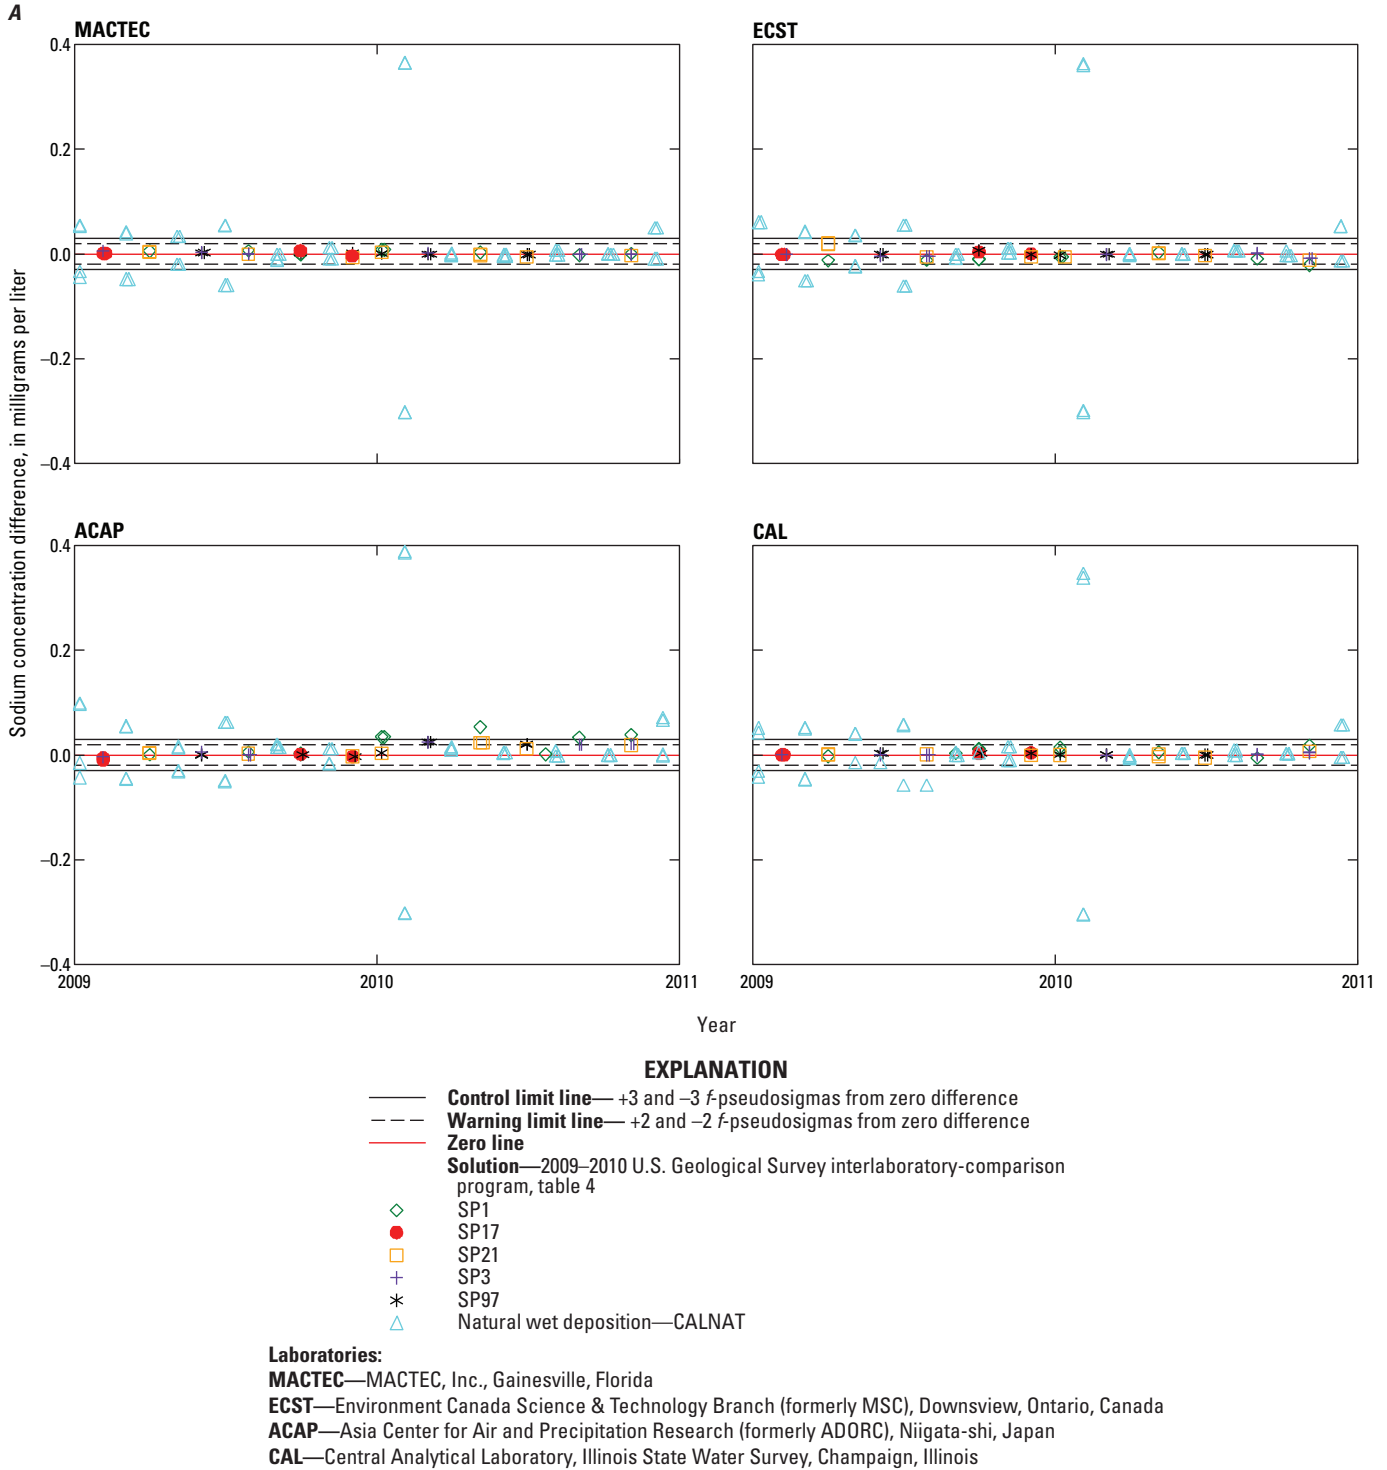 A
MACTEC
ECST
0.4
0.2
0.0
–0.2
–0.4
ACAP
CAL
0.4
0.2
0.0
–0.2
–0.4
2009
2010
2011
2009
2010
2011
Sodium concentration difference, in milligrams per liter
Year
EXPLANATION
Control limit line— +3 and –3 f-pseudosigmas from zero difference
Warning limit line— +2 and –2 f-pseudosigmas from zero difference
Zero line
Solution—2009–2010 U.S. Geological Survey interlaboratory-comparison
program, table 4
SP1
SP17
SP21
SP3
SP97
Natural wet deposition—CALNAT
Laboratories:
MACTEC—MACTEC, Inc., Gainesville, Florida
ECST—Environment Canada Science & Technology Branch (formerly MSC), Downsview, Ontario, Canada
ACAP—Asia Center for Air and Precipitation Research (formerly ADORC), Niigata-shi, Japan
CAL—Central Analytical Laboratory, Illinois State Water Survey, Champaign, Illinois